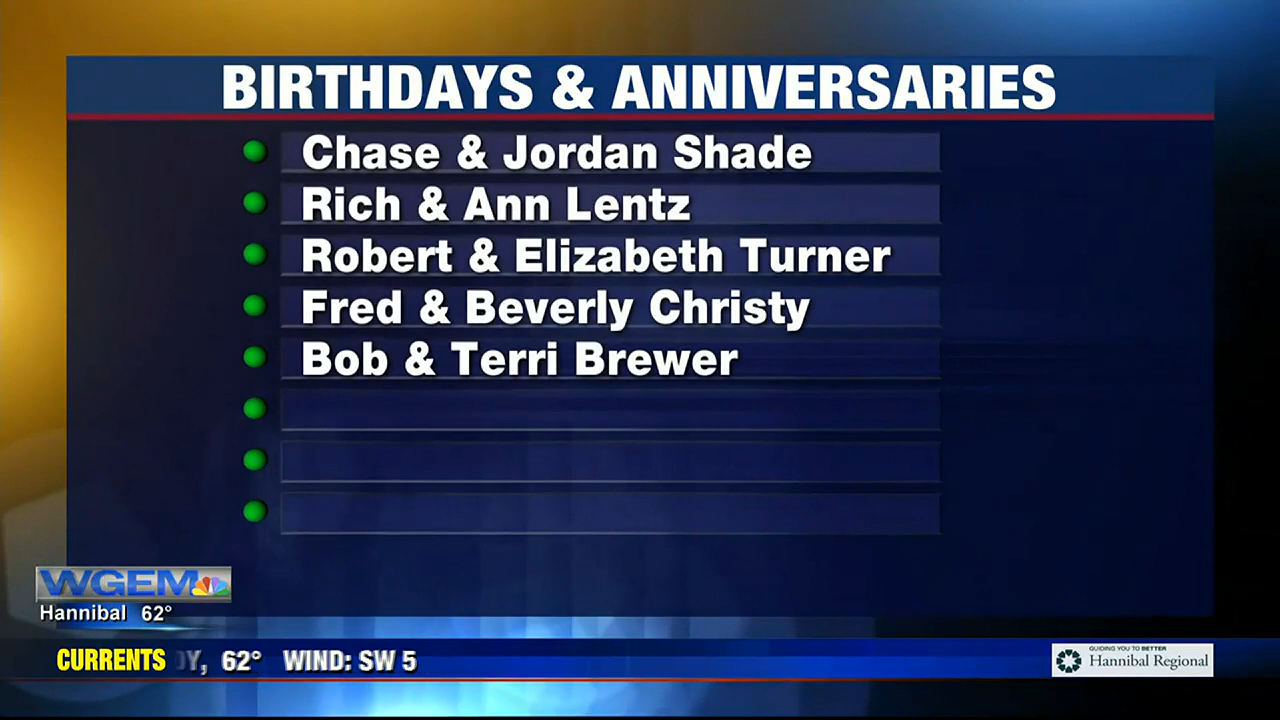 BIRTHDAYS & ANNIVERSARIES
Chase & Jordan Shade
Rich & Ann Lentz
Robert & Elizabeth Turner
Fred & Beverly Christy
Bob & Terri Brewer
WGEM
Hannibal 62°
CURRENTS DY, 62° WIND: SW 5
GUIDING YOU TO BETTER
Hannibal Regional